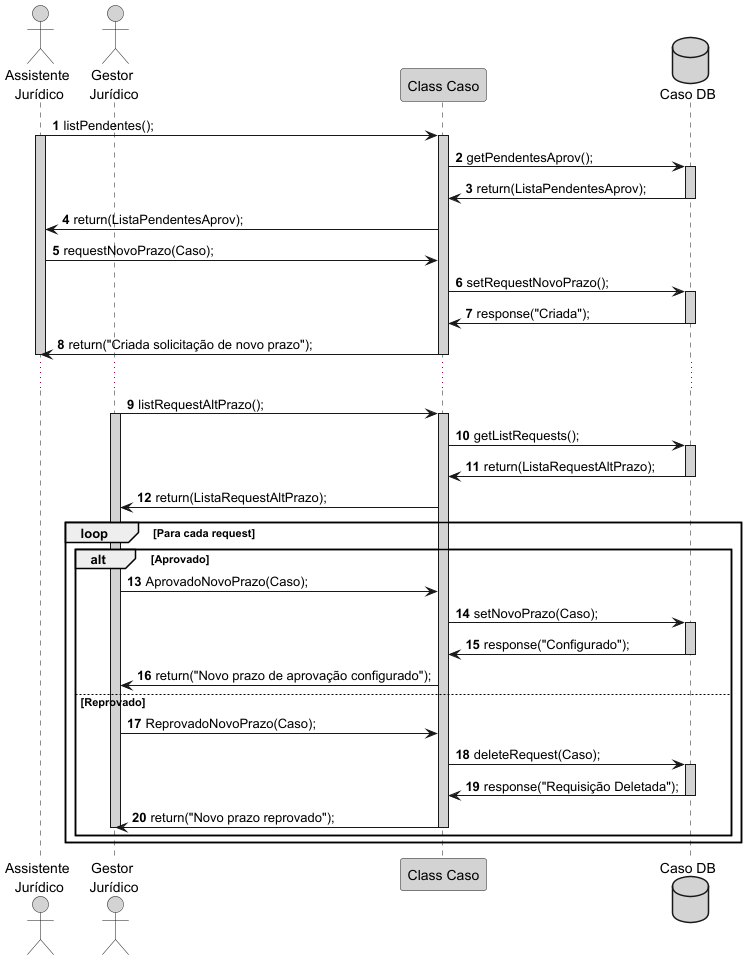 Assistente
Jurídico
Gestor
Jurídico
Class Caso
Caso DB
1 listPendentes();
2 getPendentesAprov();
3 return(ListaPendentesAprov);
4 return(ListaPendentesAprov);
5 requestNovoPrazo(Caso);
6 setRequestNovoPrazo();
7 response("Criada");
8 return("Criada solicitação de novo prazo");
9 listRequestAltPrazo();
10 getListRequests();
11 return(ListaRequestAltPrazo);
12 return(ListaRequestAltPrazo);
loop [Para cada request]
alt [Aprovado]
13 AprovadoNovoPrazo(Caso);
14 setNovoPrazo(Caso);
15 response("Configurado");
16 return("Novo prazo de aprovação configurado");
[Reprovado]
17 ReprovadoNovoPrazo(Caso);
18 deleteRequest(Caso);
19 response("Requisição Deletada");
20 return("Novo prazo reprovado");
Assistente
Jurídico
Gestor
Jurídico
Class Caso
Caso DB